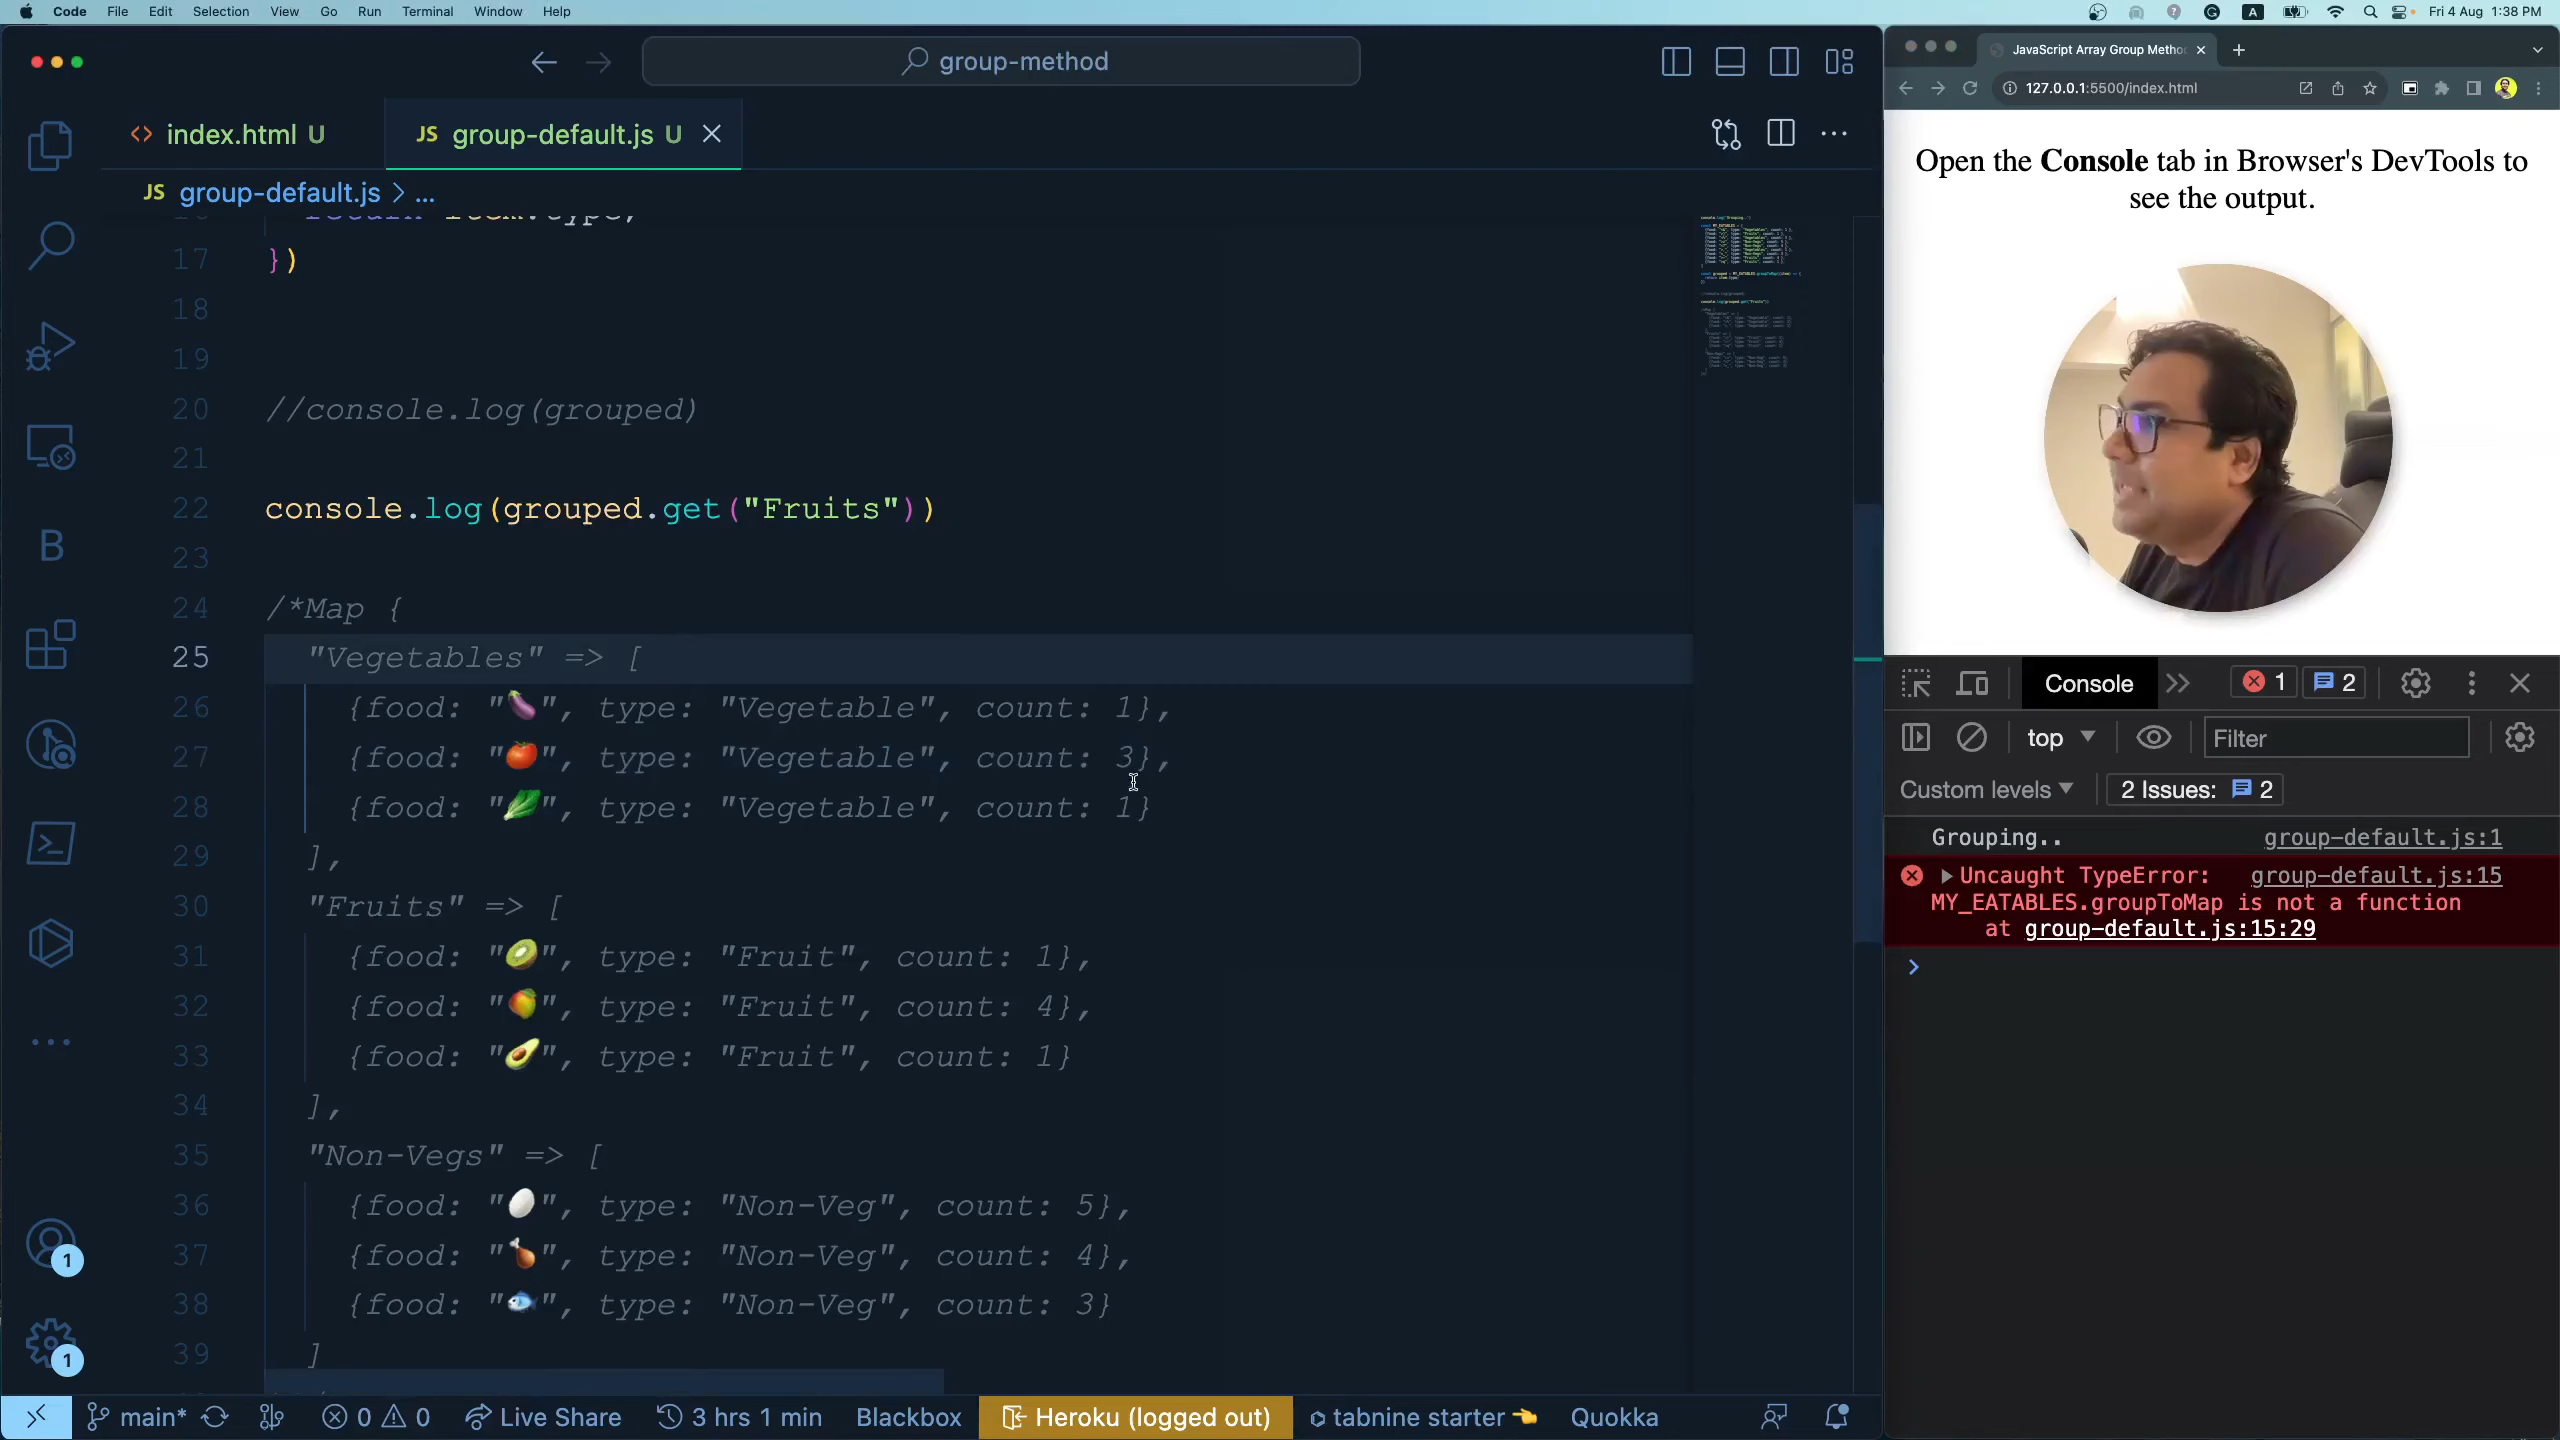 Code File Edit Selection View Go Run Terminal Window Help
Fri 4 Aug 1:38 PM
group-method
index.html U
JS group-default.js U
JS group-default.js > ...
16 return item.type;
17 })
18
19
20 //console.log(grouped)
21
22 console.log(grouped.get("Fruits"))
23
24 /*Map {
25 "Vegetables" => [
26 {food: "🍆", type: "Vegetable", count: 1},
27 {food: "🍅", type: "Vegetable", count: 3},
28 {food: "🥬", type: "Vegetable", count: 1}
29 ],
30 "Fruits" => [
31 {food: "🥝", type: "Fruit", count: 1},
32 {food: "🥭", type: "Fruit", count: 4},
33 {food: "🥑", type: "Fruit", count: 1}
34 ],
35 "Non-Vegs" => [
36 {food: "🥚", type: "Non-Veg", count: 5},
37 {food: "🍗", type: "Non-Veg", count: 4},
38 {food: "🐟", type: "Non-Veg", count: 3}
39 ]
B
1
1
main* 0 0 Live Share 3 hrs 1 min Blackbox Heroku (logged out) tabnine starter 👈 Quokka
JavaScript Array Group Metho
127.0.0.1:5500/index.html
Open the Console tab in Browser's DevTools to
see the output.
Console 1 2
top Filter
Custom levels 2 Issues: 2
Grouping.. group-default.js:1
Uncaught TypeError: group-default.js:15
MY_EATABLES.groupToMap is not a function
at group-default.js:15:29